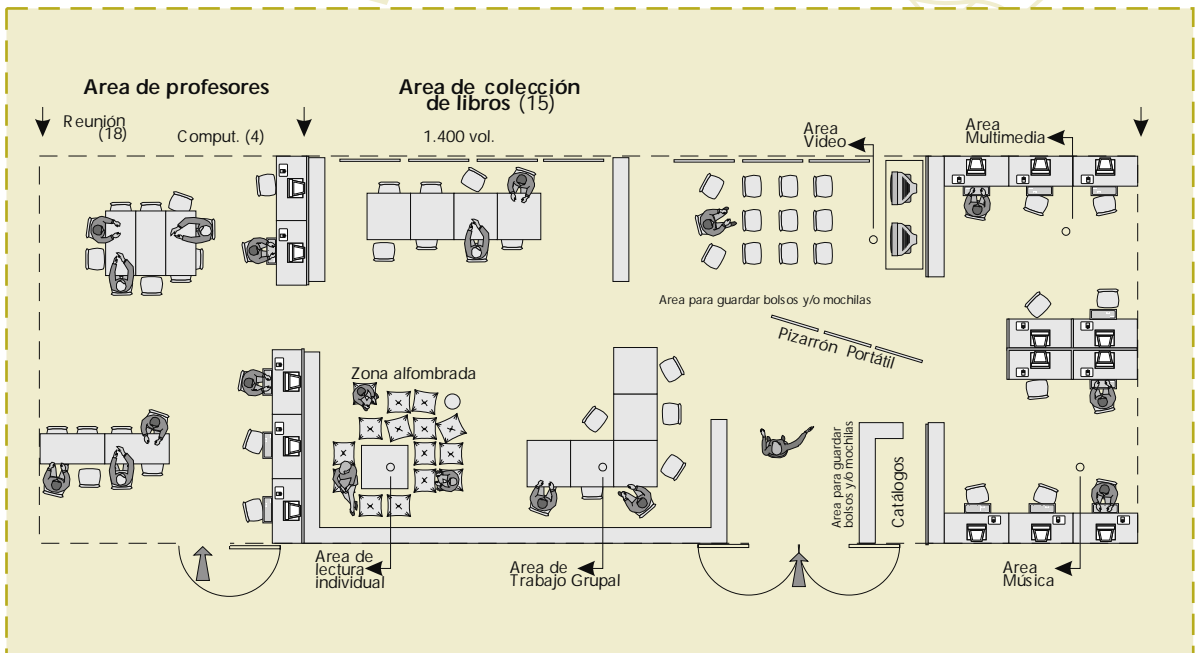 Area de profesores
Reunión
(18)
Comput. (4)
Area de colección
de libros (15)
1.400 vol.
Area
Video
Area
Multimedia
Area para guardar bolsos y/o mochilas
Pizarrón Portátil
Zona alfombrada
Area para guardar
bolsos y/o mochilas
Catálogos
Area de
lectura
individual
Area de
Trabajo Grupal
Area
Música